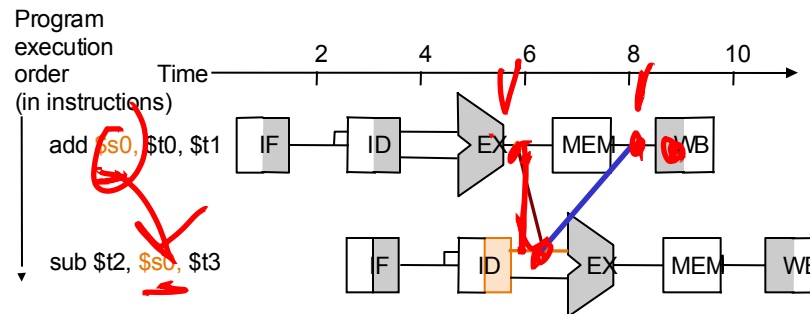 Program
execution
order Time
(in instructions)
2 4 6 8 10
add $s0, $t0, $t1
IF ID EX MEM WB
sub $t2, $s0, $t3
IF ID EX MEM WB